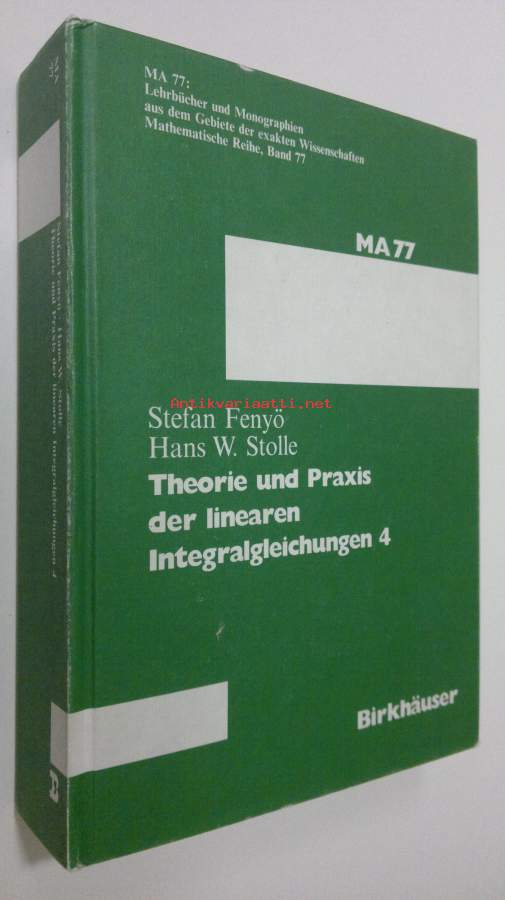 MA 77:
Lehrbücher und Monographien
aus dem Gebiete der exakten Wissenschaften
Mathematische Reihe, Band 77
MA 77
Antikvariaatti.net
Stefan Fenyö
Hans W. Stolle
Theorie und Praxis
der linearen
Integralgleichungen 4
Birkhäuser
MA
77
Stefan Fenyö · Hans W. Stolle
Theorie und Praxis der linearen Integralgleichungen 4
B